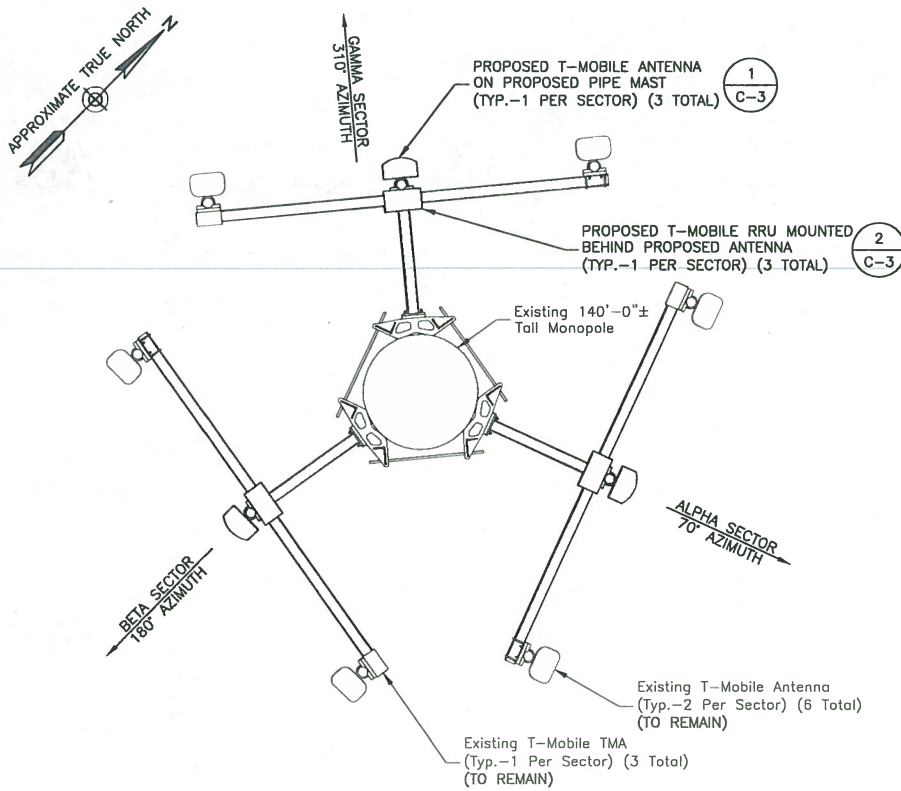 APPROXIMATE TRUE NORTH
N
GAMMA SECTOR
310° AZIMUTH
PROPOSED T-MOBILE ANTENNA
ON PROPOSED PIPE MAST
(TYP.-1 PER SECTOR) (3 TOTAL)
1
C-3
PROPOSED T-MOBILE RRU MOUNTED
BEHIND PROPOSED ANTENNA
(TYP.-1 PER SECTOR) (3 TOTAL)
2
C-3
Existing 140'-0"±
Tall Monopole
ALPHA SECTOR
70° AZIMUTH
BETA SECTOR
180° AZIMUTH
Existing T-Mobile Antenna
(Typ.-2 Per Sector) (6 Total)
(TO REMAIN)
Existing T-Mobile TMA
(Typ.-1 Per Sector) (3 Total)
(TO REMAIN)